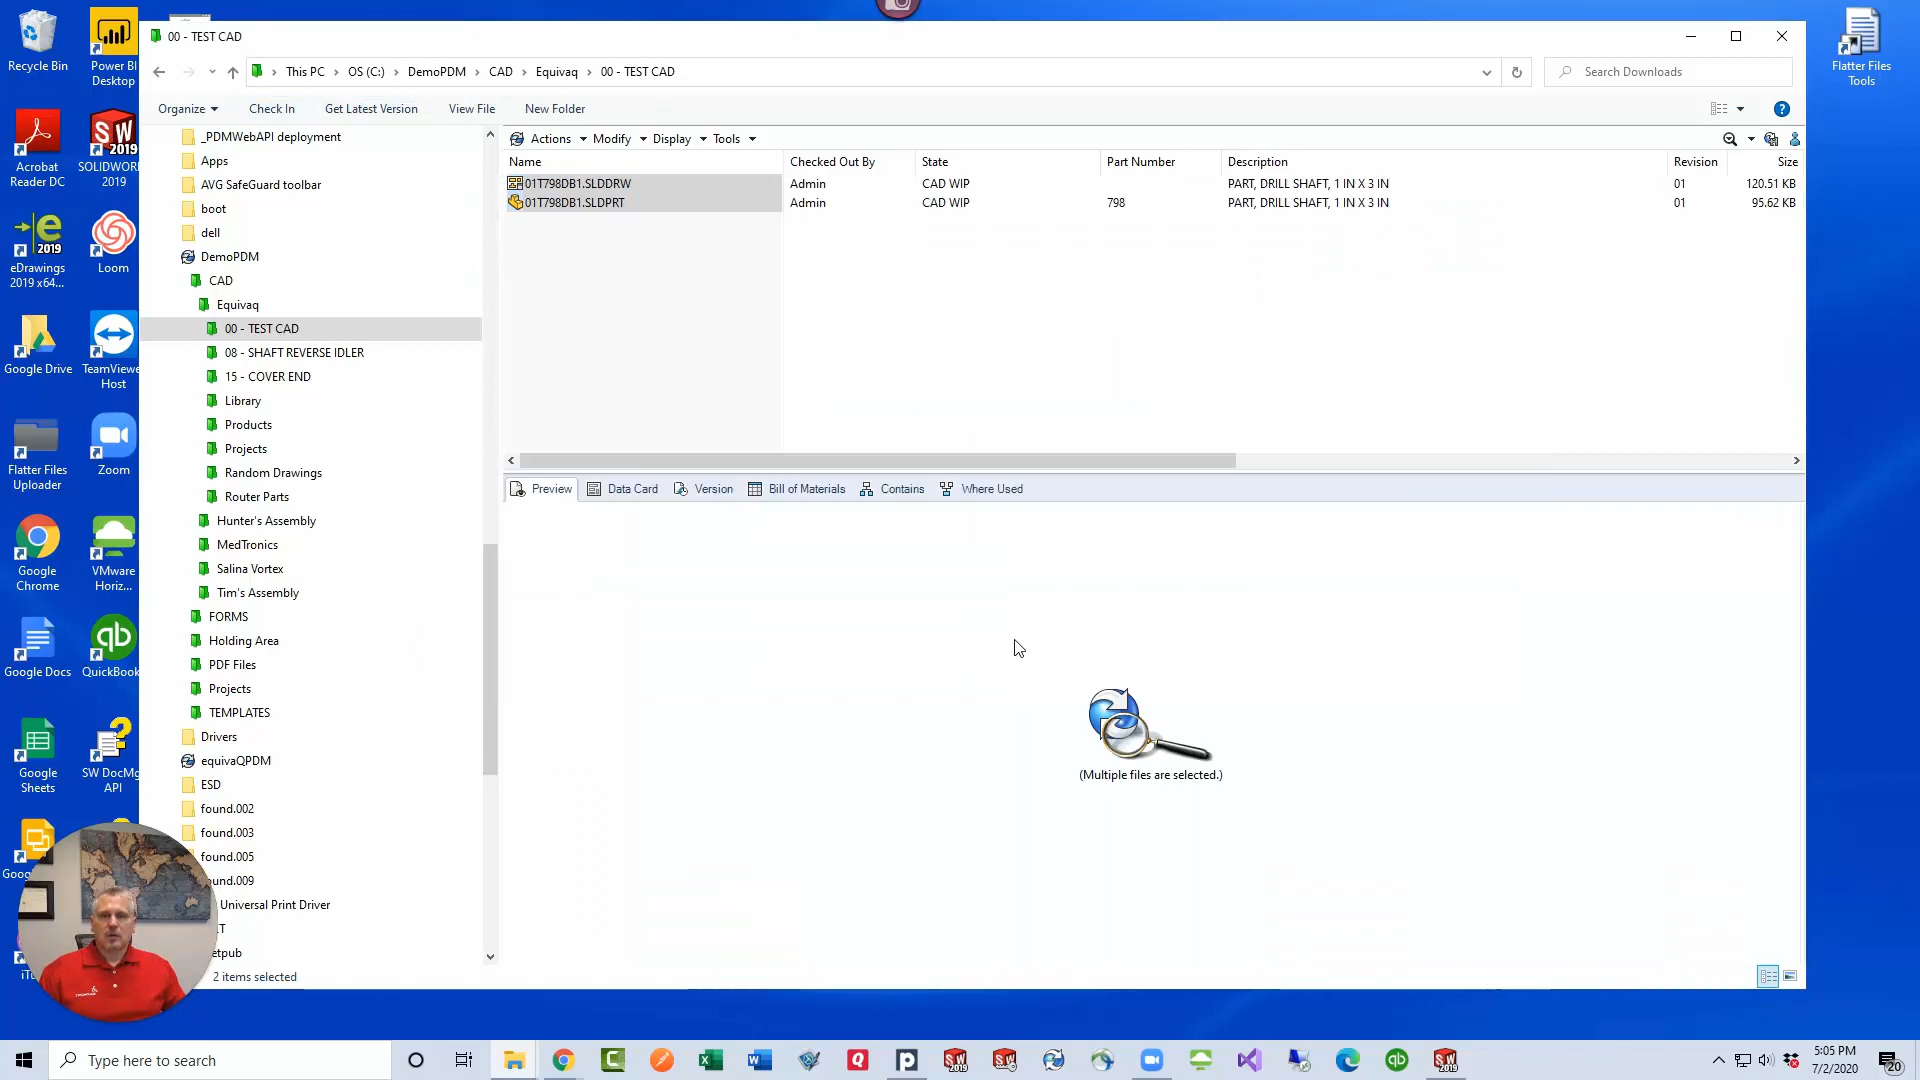 Recycle Bin
Power BI
Desktop
Acrobat
Reader DC
SOLIDWOR
2019
eDrawings
2019 x64...
Loom
Google Drive
TeamViewe
Host
Flatter Files
Uploader
Zoom
Google
Chrome
VMware
Horiz...
Google Docs
QuickBook
Google
Sheets
SW DocMg
API
Flatter Files
Tools
00 - TEST CAD
This PC
OS (C:)
DemoPDM
CAD
Equivaq
00 - TEST CAD
Search Downloads
Organize
Check In
Get Latest Version
View File
New Folder
_PDMWebAPI deployment
Apps
AVG SafeGuard toolbar
boot
dell
DemoPDM
CAD
Equivaq
00 - TEST CAD
08 - SHAFT REVERSE IDLER
15 - COVER END
Library
Products
Projects
Random Drawings
Router Parts
Hunter's Assembly
MedTronics
Salina Vortex
Tim's Assembly
FORMS
Holding Area
PDF Files
Projects
TEMPLATES
Drivers
equivaQPDM
ESD
found.002
found.003
found.005
Universal Print Driver
2 items selected
Actions
Modify
Display
Tools
Name
Checked Out By
State
Part Number
Description
Revision
Size
01T798DB1.SLDDRW
Admin
CAD WIP
PART, DRILL SHAFT, 1 IN X 3 IN
01
120.51 KB
01T798DB1.SLDPRT
Admin
CAD WIP
798
PART, DRILL SHAFT, 1 IN X 3 IN
01
95.62 KB
Preview
Data Card
Version
Bill of Materials
Contains
Where Used
(Multiple files are selected.)
Type here to search
5:05 PM
7/2/2020
20